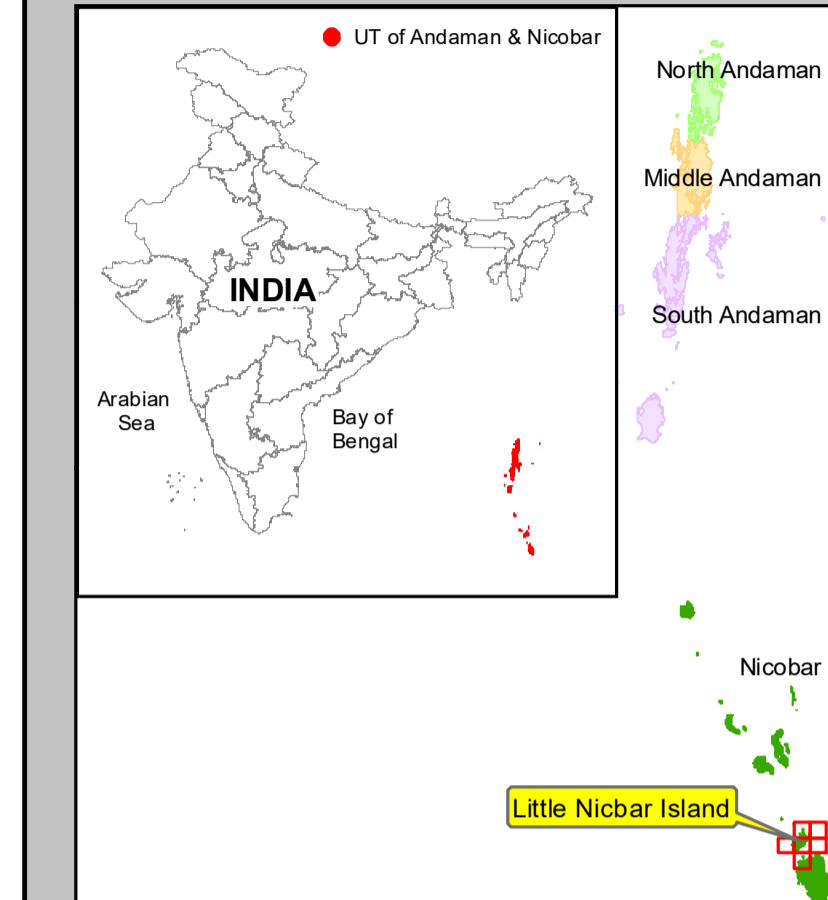 UT of Andaman & Nicobar
North Andaman
Middle Andaman
INDIA
South Andaman
Arabian
Sea
Bay of
Bengal
Nicobar
Little Nicbar Island